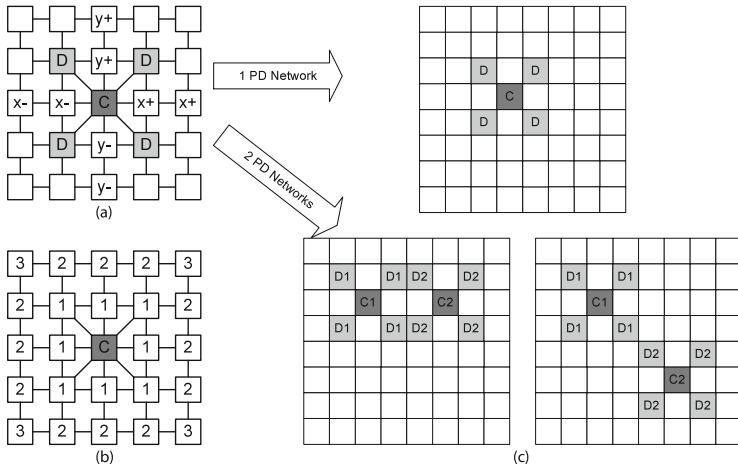 y+
D y+ D
x- x- C x+ x+
D y- D
y-
(a)
1 PD Network
D D
C
D D
2 PD Networks
3 2 2 2 3
2 1 1 1 2
2 1 C 1 2
2 1 1 1 2
3 2 2 2 3
(b)
D1 D1 D2 D2
C1 C2
D1 D1 D2 D2
D1 D1
C1
D1 D1
D2 D2
C2
D2 D2
(c)